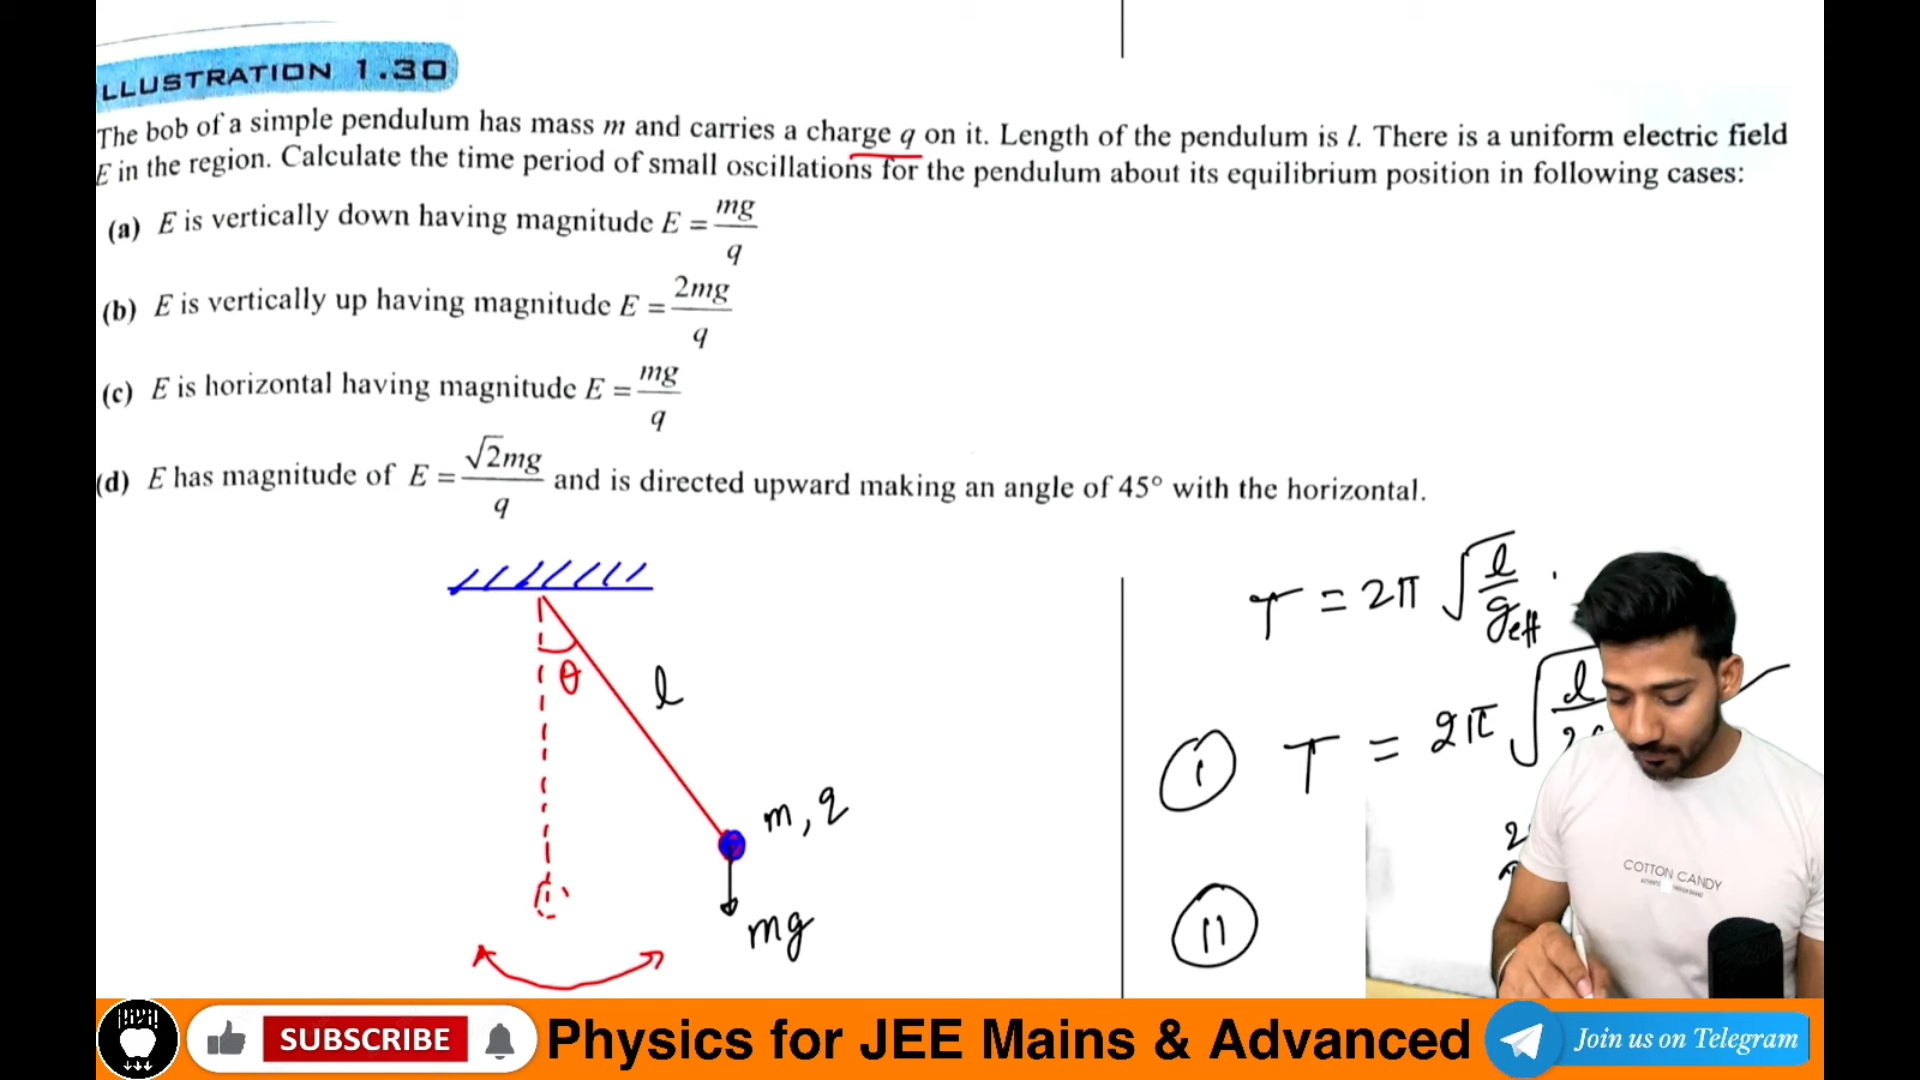 LLUSTRATION 1.30
The bob of a simple pendulum has mass m and carries a charge q on it. Length of the pendulum is l. There is a uniform electric field
E in the region. Calculate the time period of small oscillations for the pendulum about its equilibrium position in following cases:
(a) E is vertically down having magnitude E = mg/q
(b) E is vertically up having magnitude E = 2mg/q
(c) E is horizontal having magnitude E = mg/q
(d) E has magnitude of E = √2mg/q and is directed upward making an angle of 45° with the horizontal.
θ
l
m, q
mg
T = 2π √(l/geff)
(i) T = 2π √(l/2
2
(ii)
COTTON CANDY
SUBSCRIBE
Physics for JEE Mains & Advanced
Join us on Telegram